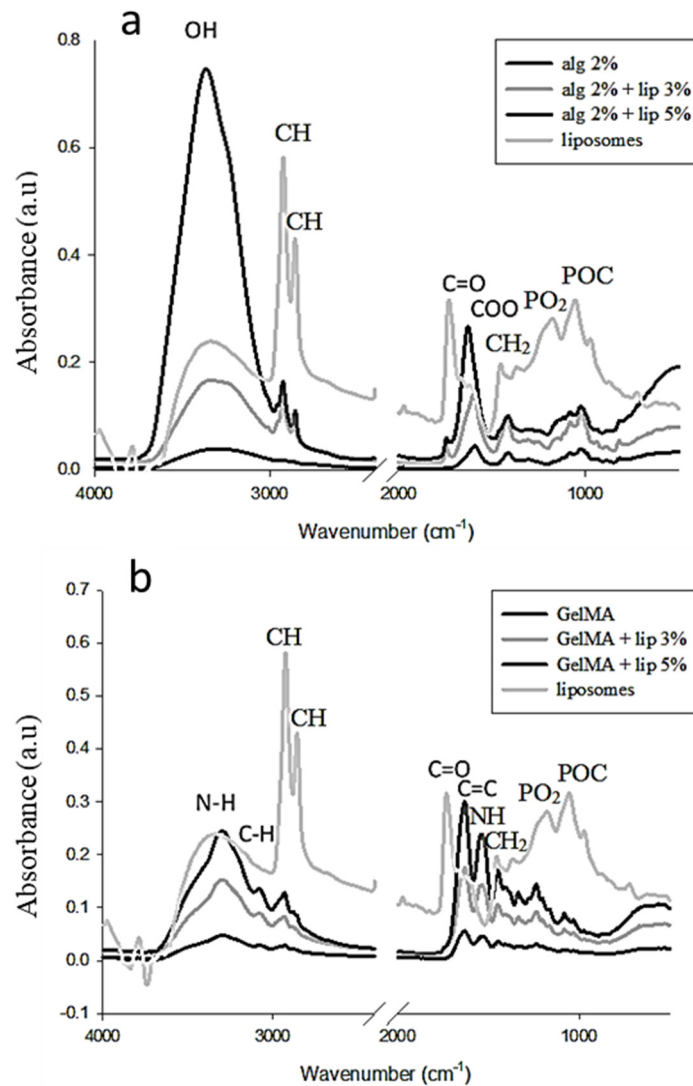 a
OH
0.8
alg 2%
alg 2% + lip 3%
alg 2% + lip 5%
liposomes
CH
0.6
CH
0.4
C=O
COO
PO₂
POC
CH₂
0.2
0.0
Absorbance (a.u)
4000
3000
2000
1000
Wavenumber (cm⁻¹)
b
0.7
GelMA
GelMA + lip 3%
GelMA + lip 5%
liposomes
0.6
CH
0.5
CH
0.4
C=O
C=C
PO₂
POC
N-H
NH
0.3
C-H
CH₂
0.2
0.1
0.0
-0.1
Absorbance (a.u)
4000
3000
2000
1000
Wavenumber (cm⁻¹)